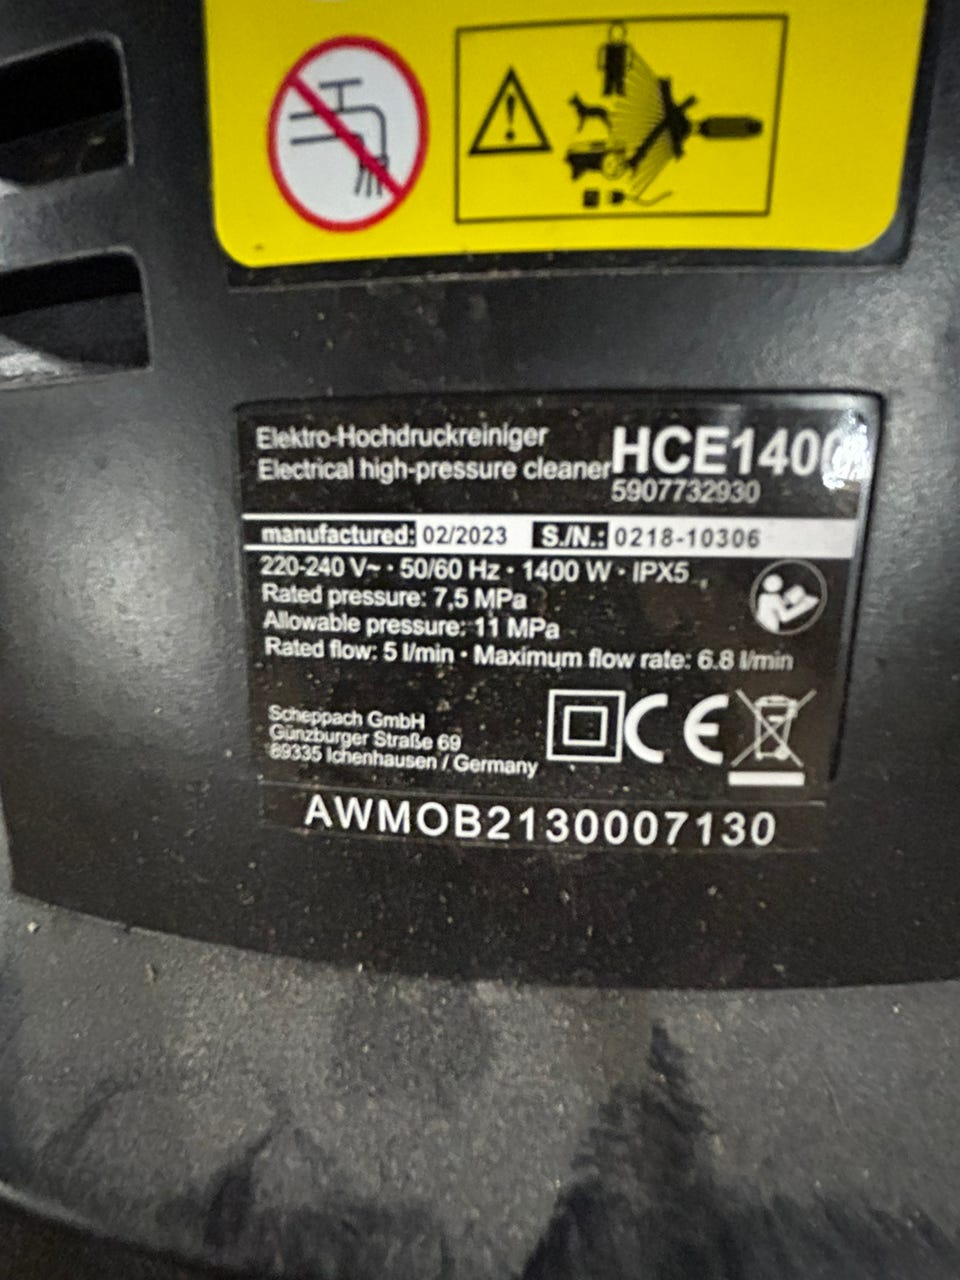 Elektro-Hochdruckreiniger
Electrical high-pressure cleaner
HCE1400
5907732930
manufactured: 02/2023 S./N.: 0218-10306
220-240 V~ · 50/60 Hz · 1400 W · IPX5
Rated pressure: 7,5 MPa
Allowable pressure: 11 MPa
Rated flow: 5 l/min · Maximum flow rate: 6.8 l/min
Scheppach GmbH
Günzburger Straße 69
89335 Ichenhausen / Germany
CE
AWMOB2130007130